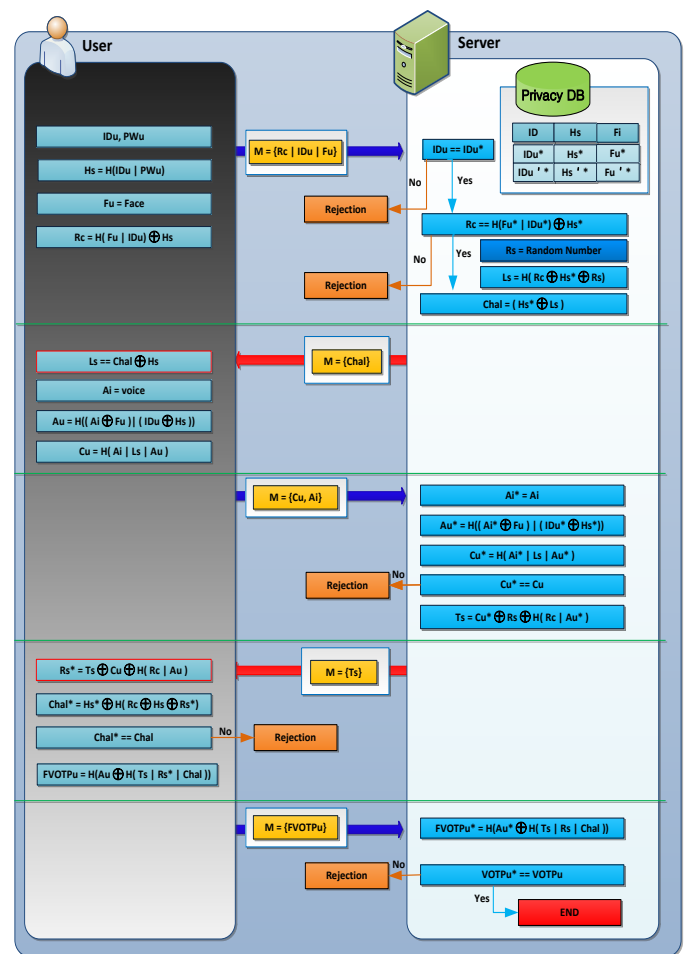 User
Server
Privacy DB
ID Hs Fi
IDu* Hs* Fu*
IDu ' * Hs ' * Fu ' *
IDu, PWu
Hs = H(IDu | PWu)
Fu = Face
Rc = H( Fu | IDu) ⊕ Hs
M = {Rc | IDu | Fu}
IDu == IDu*
No
Yes
Rejection
Rc == H(Fu* | IDu*) ⊕ Hs*
No
Yes
Rs = Random Number
Ls = H( Rc ⊕ Hs* ⊕ Rs)
Rejection
Chal = ( Hs* ⊕ Ls )
M = {Chal}
Ls == Chal ⊕ Hs
Ai = voice
Au = H(( Ai ⊕ Fu ) | ( IDu ⊕ Hs ))
Cu = H( Ai | Ls | Au )
M = {Cu, Ai}
Ai* = Ai
Au* = H(( Ai* ⊕ Fu ) | ( IDu* ⊕ Hs*))
Cu* = H( Ai* | Ls | Au* )
Cu* == Cu
No
Rejection
Ts = Cu* ⊕ Rs ⊕ H( Rc | Au* )
M = {Ts}
Rs* = Ts ⊕ Cu ⊕ H( Rc | Au )
Chal* = Hs* ⊕ H( Rc ⊕ Hs ⊕ Rs*)
Chal* == Chal
No
Rejection
FVOTPu = H(Au ⊕ H( Ts | Rs* | Chal ))
M = {FVOTPu}
FVOTPu* = H(Au* ⊕ H( Ts | Rs | Chal ))
VOTPu* == VOTPu
No
Rejection
Yes
END